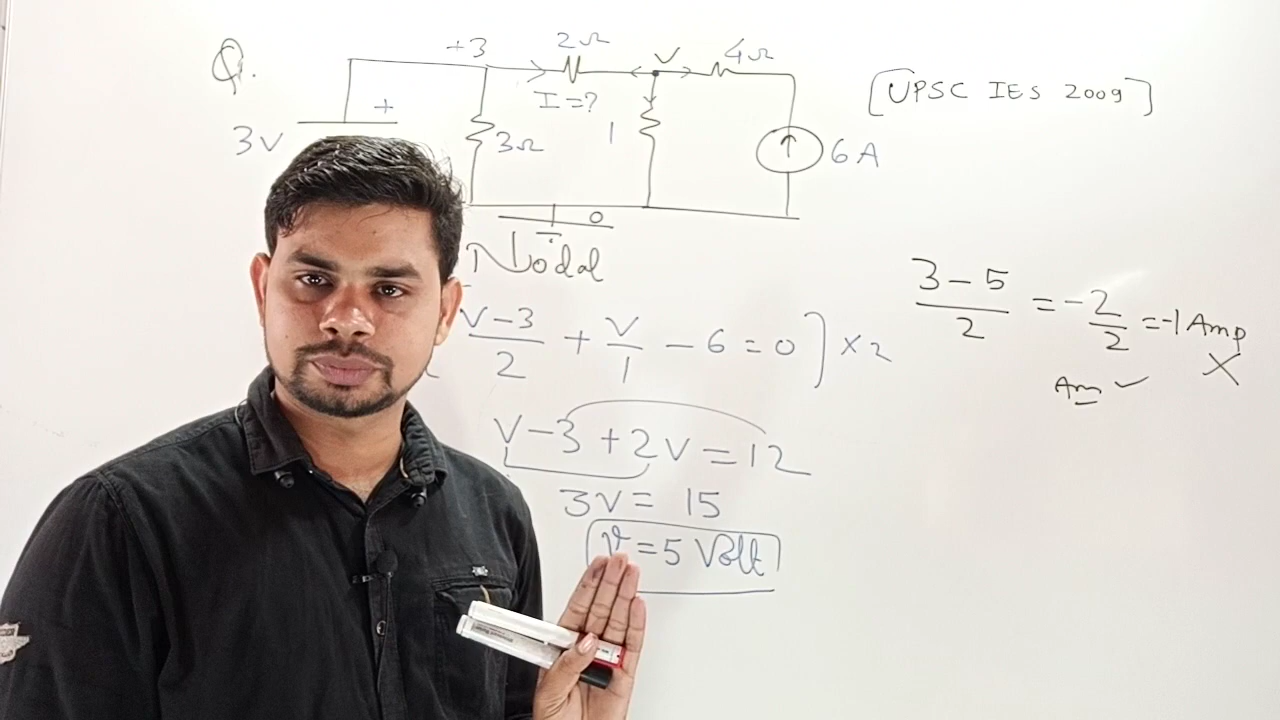 Q.
+3 2Ω V 4Ω
I=?
[UPSC IES 2009]
+
3V
3Ω
1
6A
0
Nodal
V-3/2 + V/1 - 6 = 0] × 2
V-3+2V=12
3V= 15
V=5 Volt
3-5/2 = -2/2 = -1 Amp
Ans ✓ X